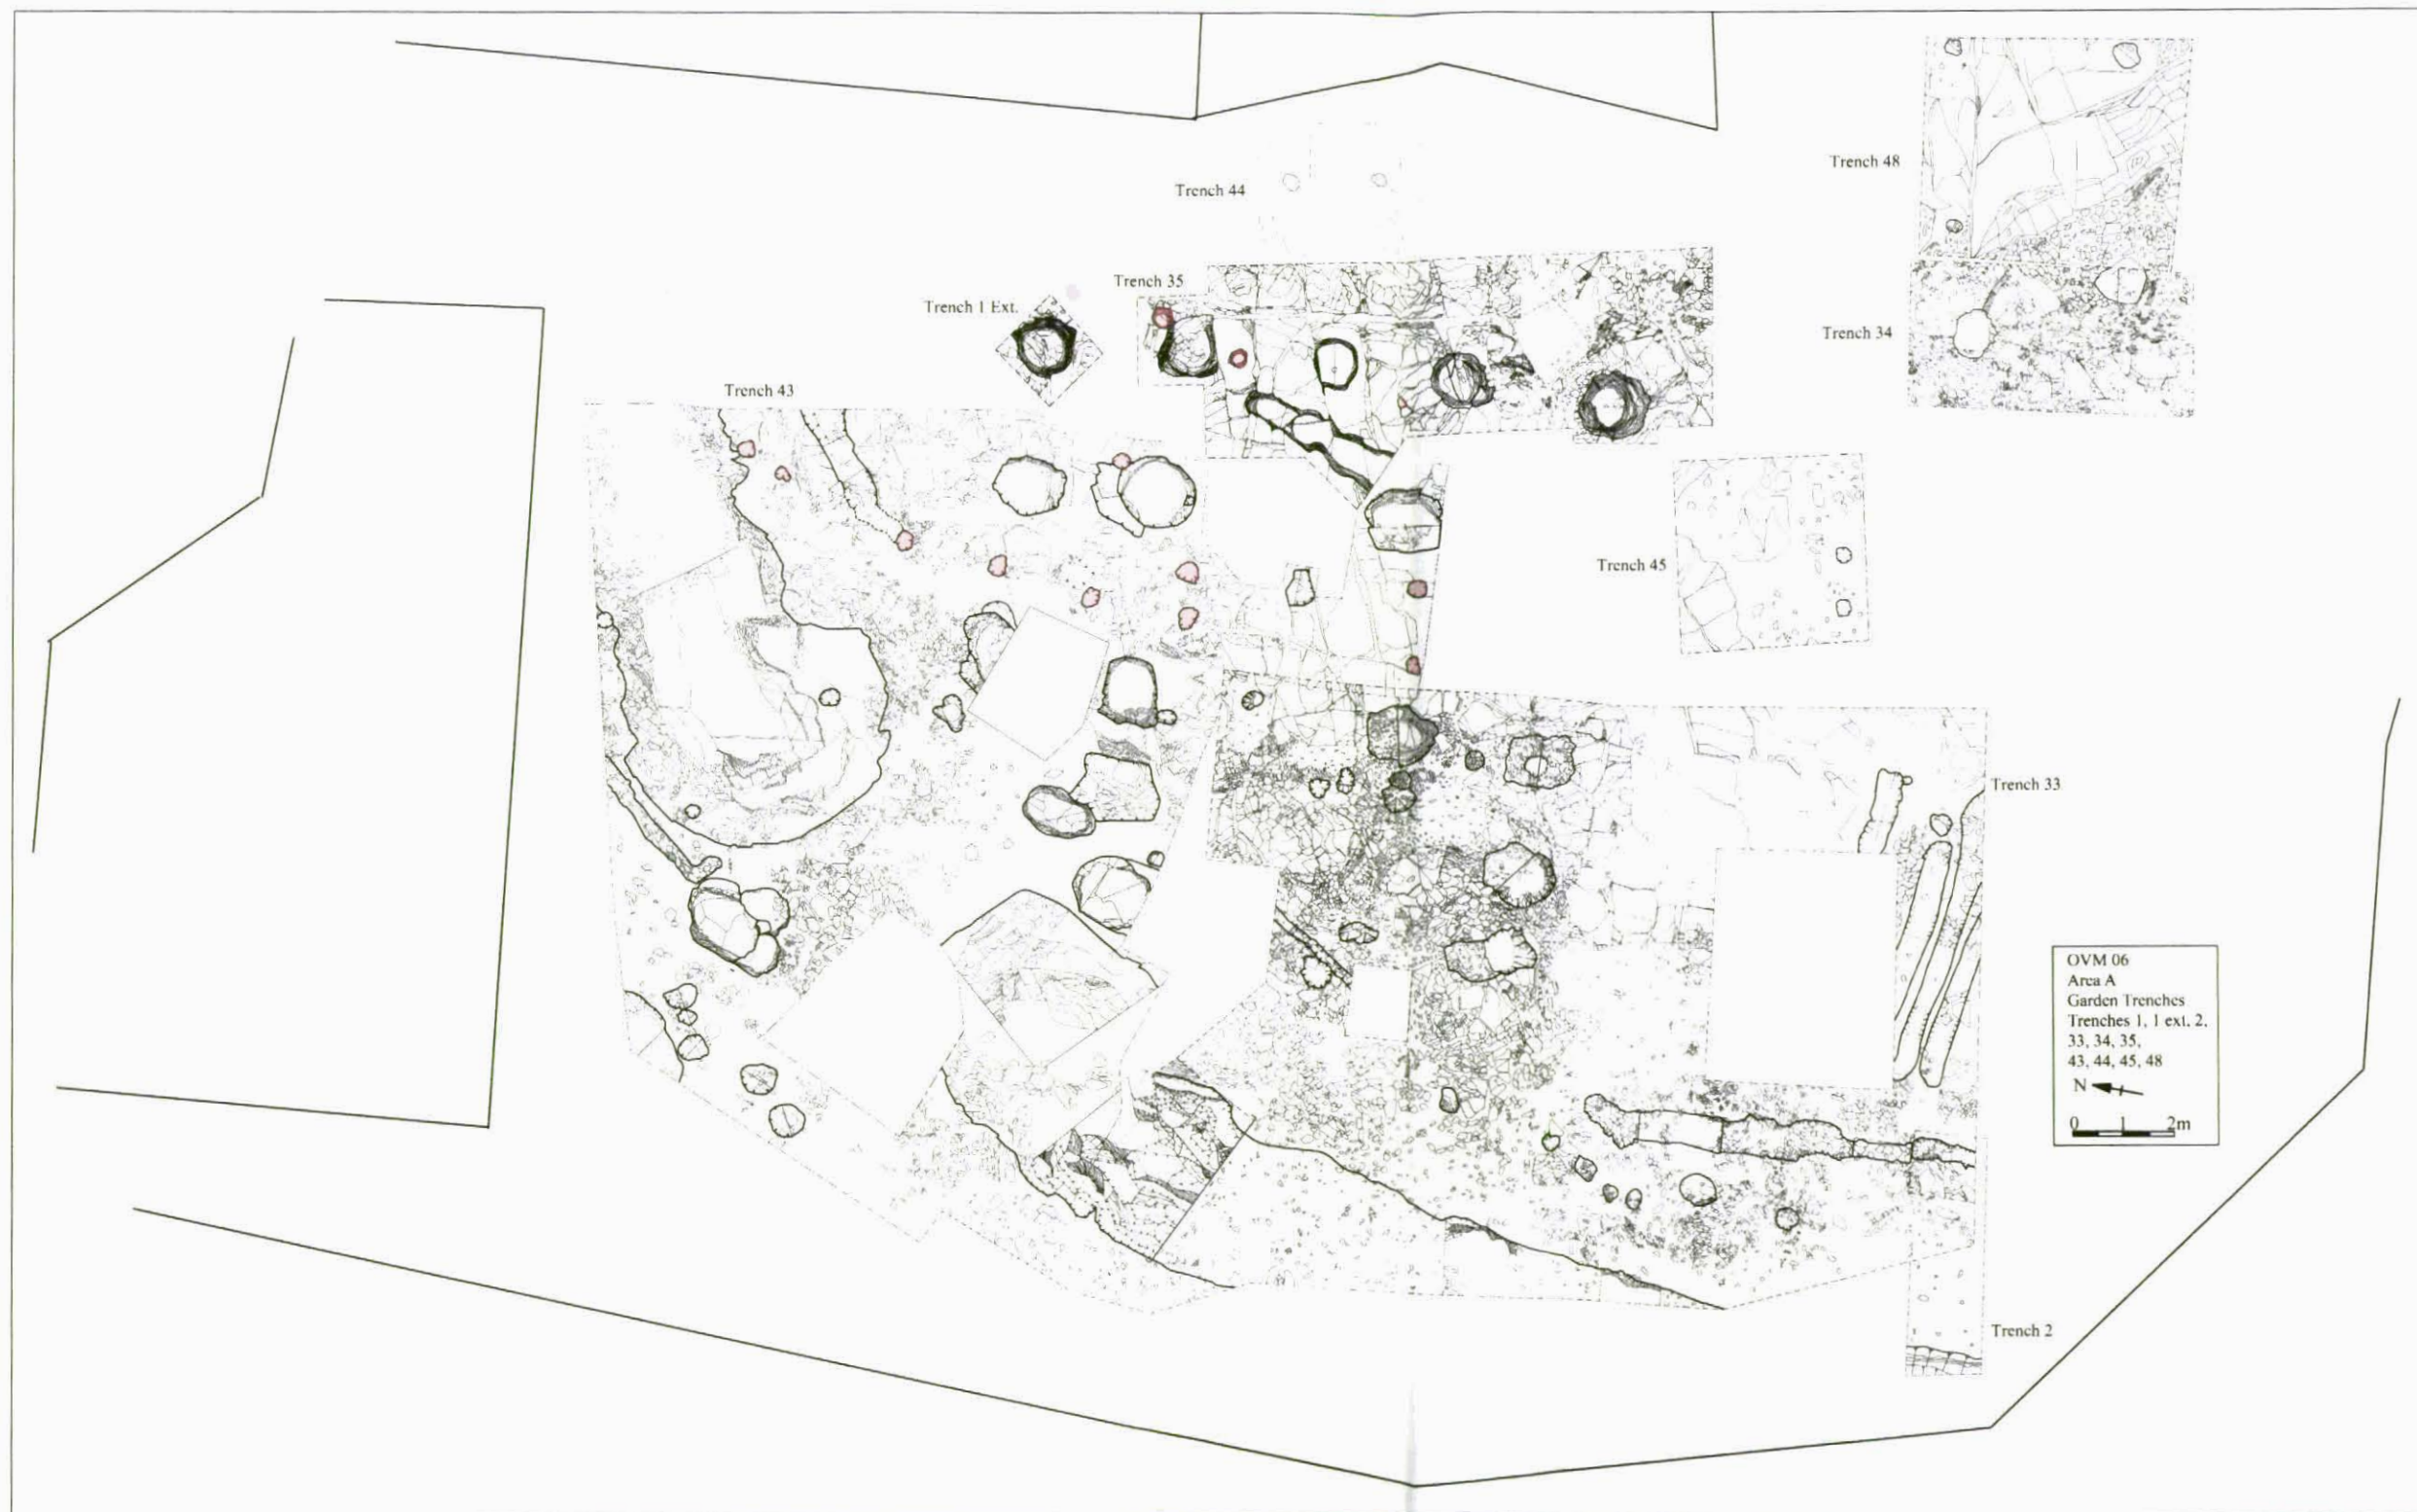 Trench 48
Trench 44
Trench 35
Trench 1 Ext.
Trench 34
Trench 43
Trench 45
Trench 33
OVM 06
Area A
Garden Trenches
Trenches 1, 1 ext. 2,
33, 34, 35,
43, 44, 45, 48
N
0 1 2m
Trench 2